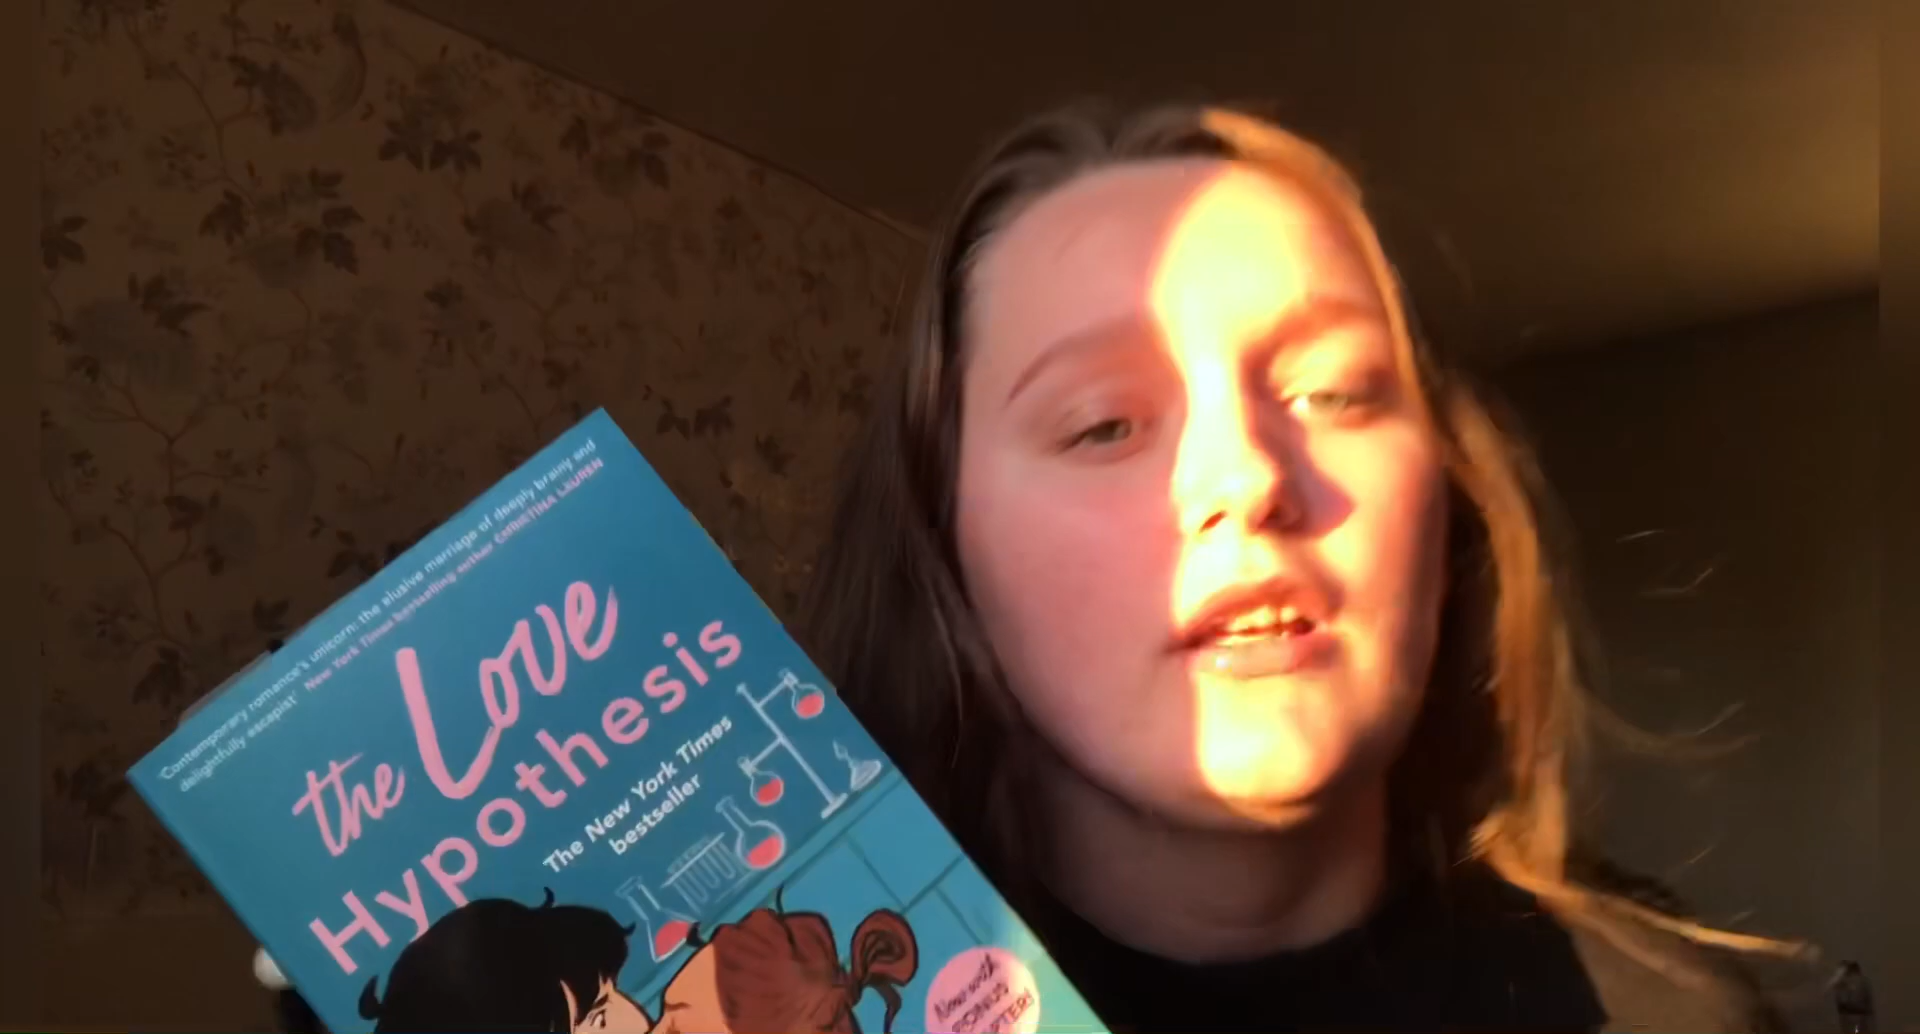 'Contemporary romance's unicorn: the elusive marriage of deeply brainy and
delightfully escapist' New York Times bestselling author CHRISTINA LAUREN
the Love
Hypothesis
The New York Times
bestseller
Now with
BONUS